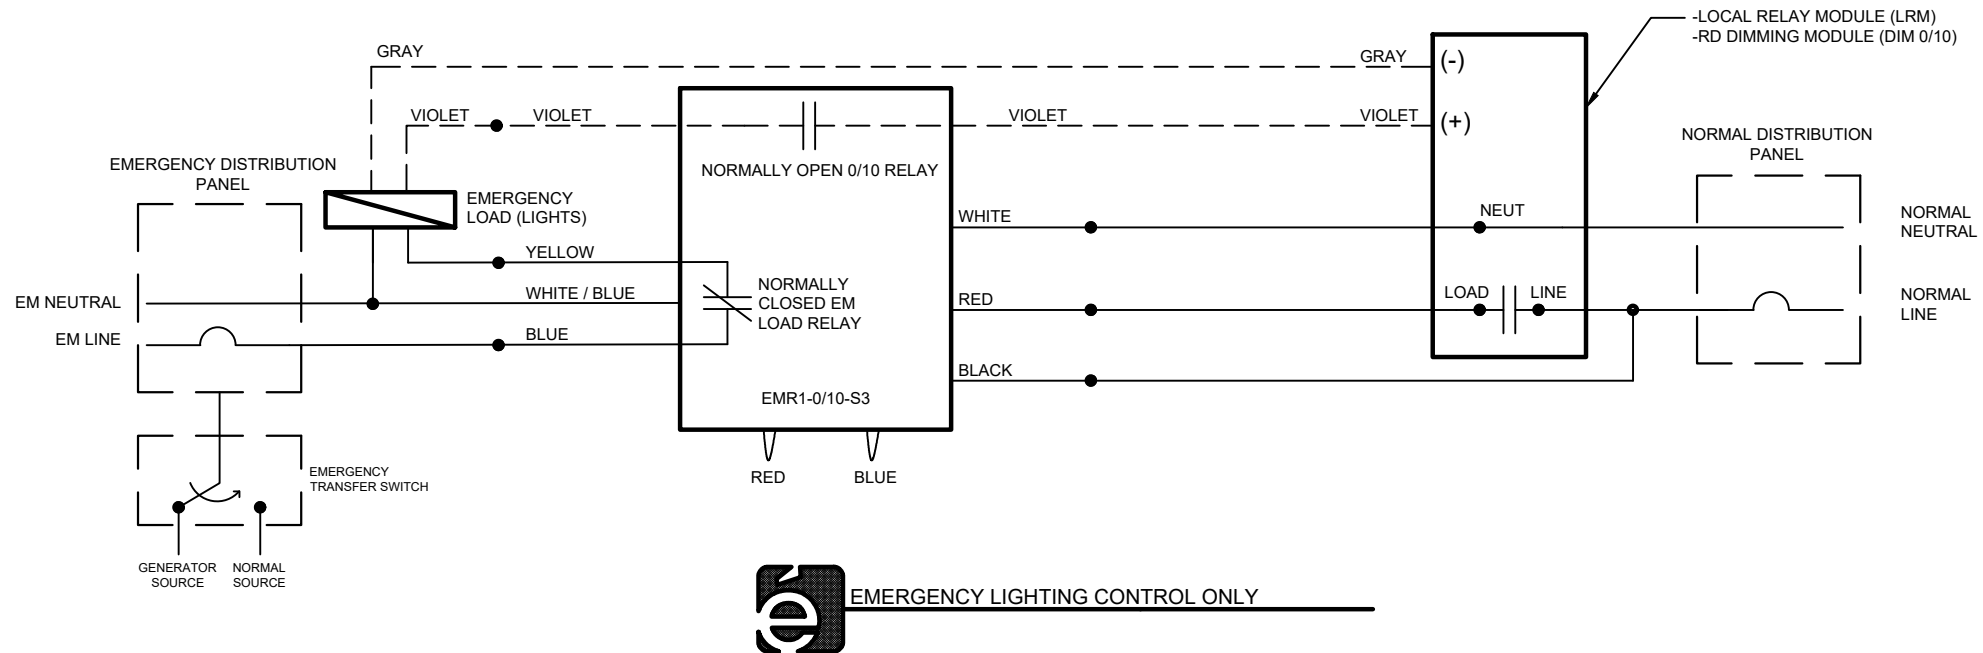 -LOCAL RELAY MODULE (LRM)
-RD DIMMING MODULE (DIM 0/10)
GRAY
GRAY
(-)
VIOLET
VIOLET
VIOLET
VIOLET
(+)
NORMAL DISTRIBUTION
PANEL
EMERGENCY DISTRIBUTION
PANEL
NORMALLY OPEN 0/10 RELAY
EMERGENCY
LOAD (LIGHTS)
WHITE
NEUT
NORMAL
NEUTRAL
YELLOW
EM NEUTRAL
WHITE / BLUE
NORMALLY
CLOSED EM
LOAD RELAY
RED
LOAD
LINE
NORMAL
LINE
EM LINE
BLUE
BLACK
EMR1-0/10-S3
RED
BLUE
EMERGENCY
TRANSFER SWITCH
GENERATOR
SOURCE
NORMAL
SOURCE
e
EMERGENCY LIGHTING CONTROL ONLY